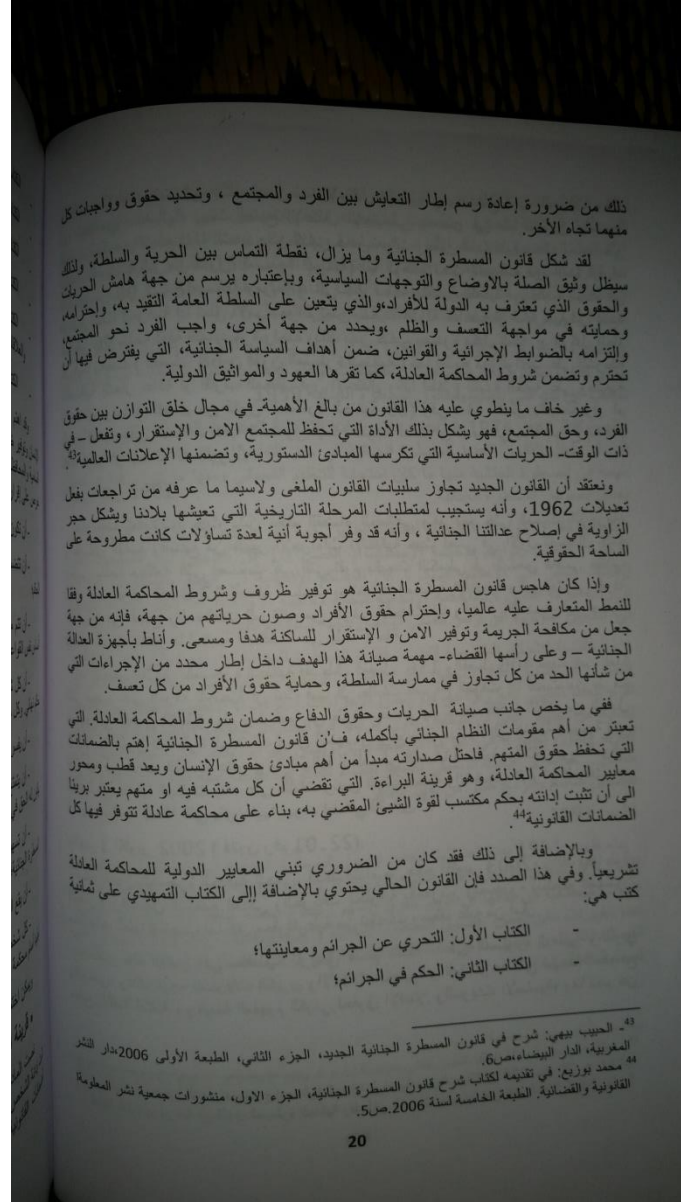 ذلك من ضرورة إعادة رسم إطار التعايش بين الفرد والمجتمع ، وتحديد حقوق وواجبات كل
منهما تجاه الأخر.
لقد شكل قانون المسطرة الجنائية وما يزال، نقطة التماس بين الحرية والسلطة، ولذلك
سيظل وثيق الصلة بالاوضاع والتوجهات السياسية، وبإعتباره يرسم من جهة هامش الحريات
والحقوق الذي تعترف به الدولة للأفراد،والذي يتعين على السلطة العامة التقيد به، وإحترامه،
وحمايته في مواجهة التعسف والظلم ،ويحدد من جهة أخرى، واجب الفرد نحو المجتمع،
وإلتزامه بالضوابط الإجرائية والقوانين، ضمن أهداف السياسة الجنائية، التي يفترض فيها أن
تحترم وتضمن شروط المحاكمة العادلة، كما تقرها العهود والمواثيق الدولية.
وغير خاف ما ينطوي عليه هذا القانون من بالغ الأهمية- في مجال خلق التوازن بين حقوق
الفرد، وحق المجتمع، فهو يشكل بذلك الأداة التي تحفظ للمجتمع الامن والإستقرار، وتفعل – في
ذات الوقت- الحريات الأساسية التي تكرسها المبادئ الدستورية، وتضمنها الإعلانات العالمية43.
ونعتقد أن القانون الجديد تجاوز سلبيات القانون الملغى ولاسيما ما عرفه من تراجعات بفعل
تعديلات 1962، وأنه يستجيب لمتطلبات المرحلة التاريخية التي تعيشها بلادنا ويشكل حجر
الزاوية في إصلاح عدالتنا الجنائية ، وأنه قد وفر أجوبة أنية لعدة تساؤلات كانت مطروحة على
الساحة الحقوقية.
وإذا كان هاجس قانون المسطرة الجنائية هو توفير ظروف وشروط المحاكمة العادلة وفقا
للنمط المتعارف عليه عالميا، وإحترام حقوق الأفراد وصون حرياتهم من جهة، فإنه من جهة
جعل من مكافحة الجريمة وتوفير الامن و الإستقرار للساكنة هدفا ومسعى. وأناط بأجهزة العدالة
الجنائية – وعلى رأسها القضاء- مهمة صيانة هذا الهدف داخل إطار محدد من الإجراءات التي
من شأنها الحد من كل تجاوز في ممارسة السلطة، وحماية حقوق الأفراد من كل تعسف.
ففي ما يخص جانب صيانة الحريات وحقوق الدفاع وضمان شروط المحاكمة العادلة. التي
تعبتر من أهم مقومات النظام الجنائي بأكمله، ف'ن قانون المسطرة الجنائية إهتم بالضمانات
التي تحفظ حقوق المتهم. فاحتل صدارته مبدأ من أهم مبادئ حقوق الإنسان ويعد قطب ومحور
معايير المحاكمة العادلة، وهو قرينة البراءة. التي تقضي أن كل مشتبه فيه او متهم يعتبر بريئا
الى أن تثبت إدانته بحكم مكتسب لقوة الشيئ المقضي به، بناء على محاكمة عادلة تتوفر فيها كل
الضمانات القانونية44.
وبالإضافة إلى ذلك فقد كان من الضروري تبني المعايير الدولية للمحاكمة العادلة
تشريعياً. وفي هذا الصدد فإن القانون الحالي يحتوي بالإضافة إالى الكتاب التمهيدي على ثمانية
كتب هي:
- الكتاب الأول: التحري عن الجرائم ومعاينتها؛
- الكتاب الثاني: الحكم في الجرائم؛
43- الحبيب بيهي: شرح في قانون المسطرة الجنائية الجديد، الجزء الثاني، الطبعة الأولى 2006،دار النشر
المغربية، الدار البيضاء،ص6.
44 محمد بوزبع: في تقديمه لكتاب شرح قانون المسطرة الجنائية، الجزء الاول، منشورات جمعية نشر المعلومة
القانونية والقضائية. الطبعة الخامسة لسنة 2006.ص5.
20